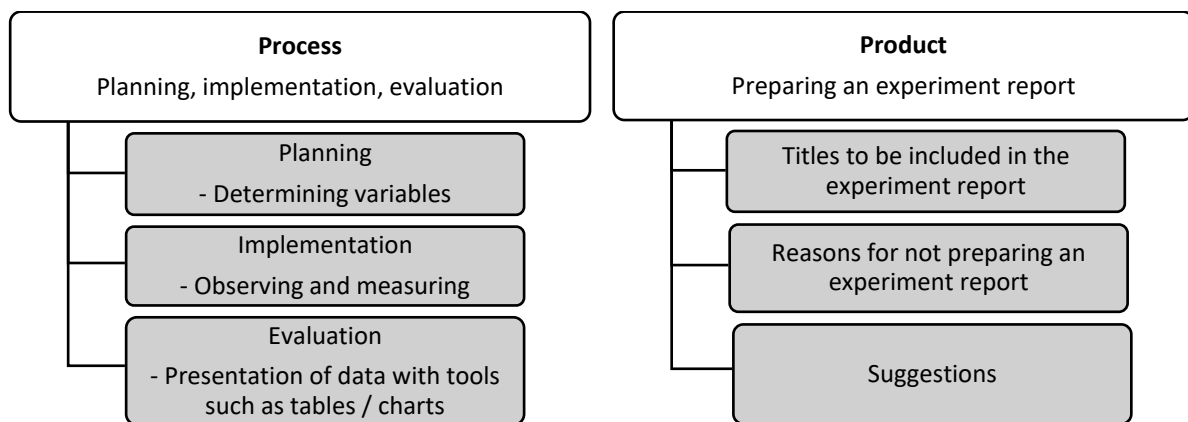 Process
Planning, implementation, evaluation
Planning
- Determining variables
Implementation
- Observing and measuring
Evaluation
- Presentation of data with tools
such as tables / charts
Product
Preparing an experiment report
Titles to be included in the
experiment report
Reasons for not preparing an
experiment report
Suggestions